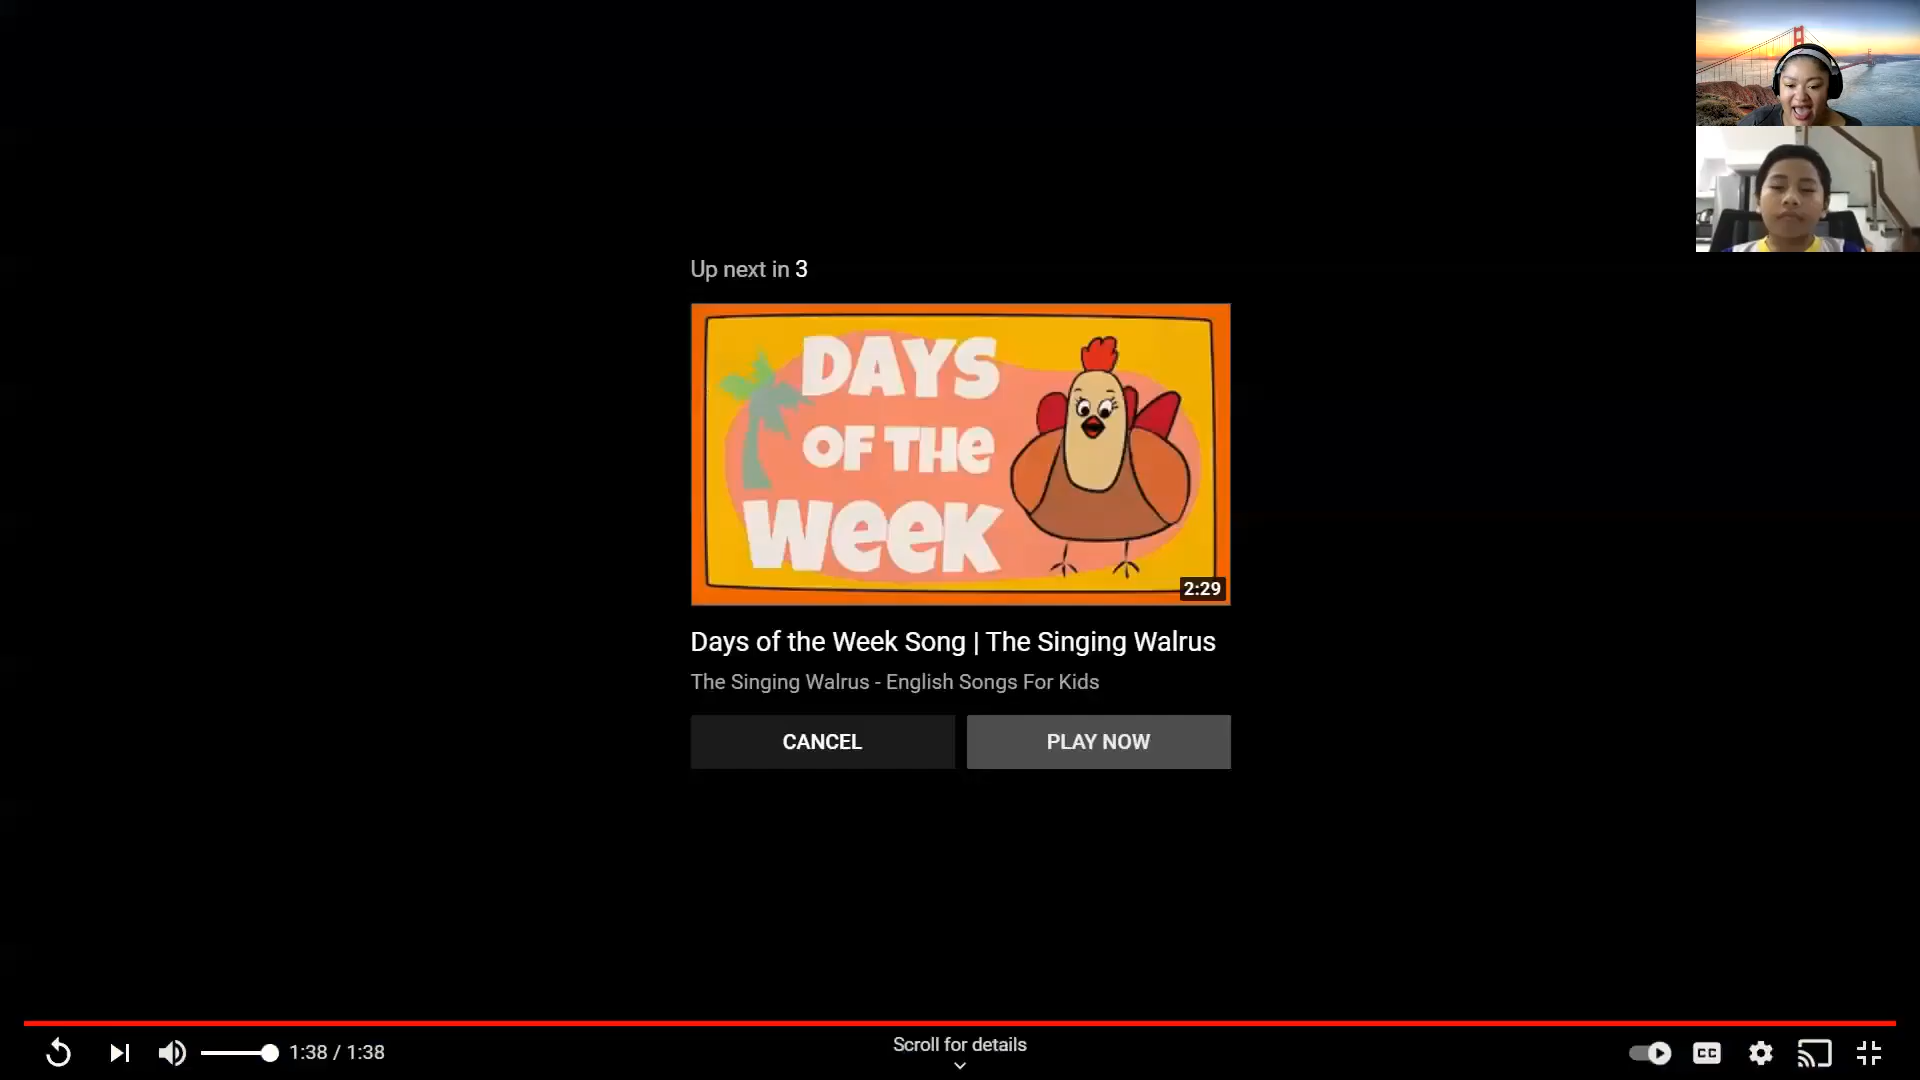 Up next in 3
DAYS
OF THE
WEEK
2:29
Days of the Week Song | The Singing Walrus
The Singing Walrus - English Songs For Kids
CANCEL
PLAY NOW
Scroll for details
1:38 / 1:38
CC